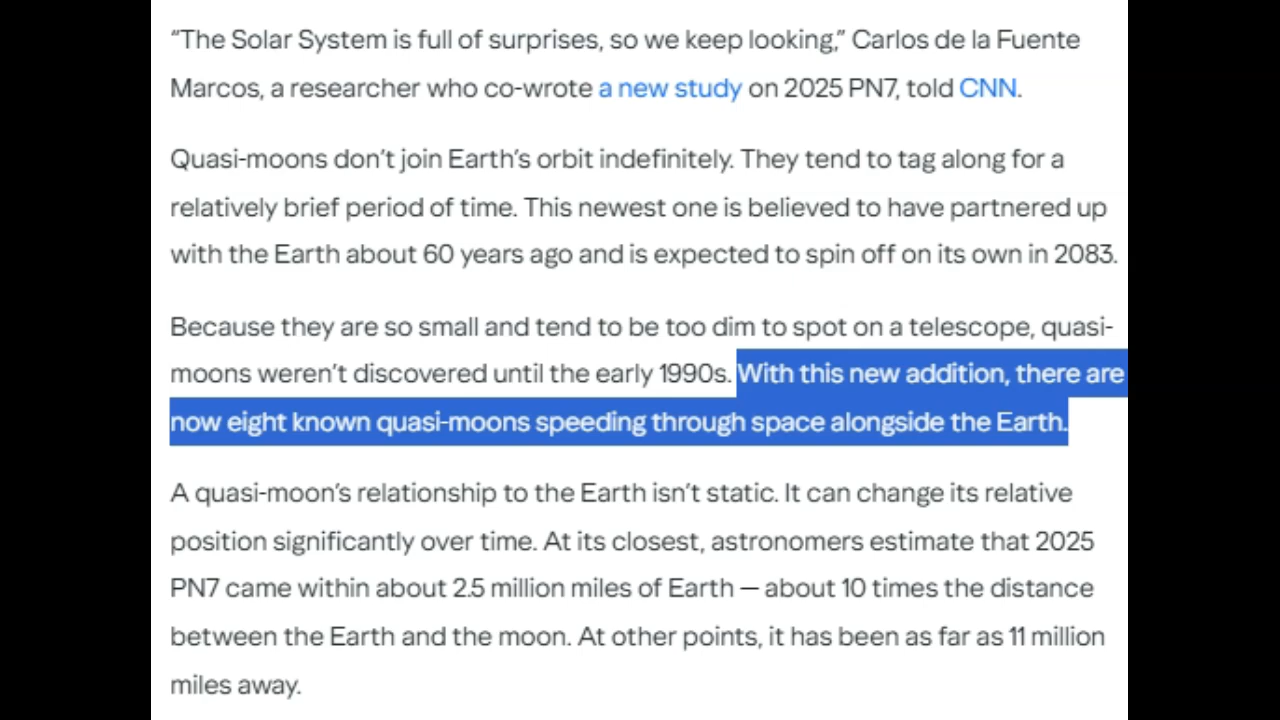 “The Solar System is full of surprises, so we keep looking,” Carlos de la Fuente
Marcos, a researcher who co-wrote a new study on 2025 PN7, told CNN.
Quasi-moons don’t join Earth’s orbit indefinitely. They tend to tag along for a
relatively brief period of time. This newest one is believed to have partnered up
with the Earth about 60 years ago and is expected to spin off on its own in 2083.
Because they are so small and tend to be too dim to spot on a telescope, quasi-
moons weren’t discovered until the early 1990s. With this new addition, there are
now eight known quasi-moons speeding through space alongside the Earth.
A quasi-moon’s relationship to the Earth isn’t static. It can change its relative
position significantly over time. At its closest, astronomers estimate that 2025
PN7 came within about 2.5 million miles of Earth — about 10 times the distance
between the Earth and the moon. At other points, it has been as far as 11 million
miles away.